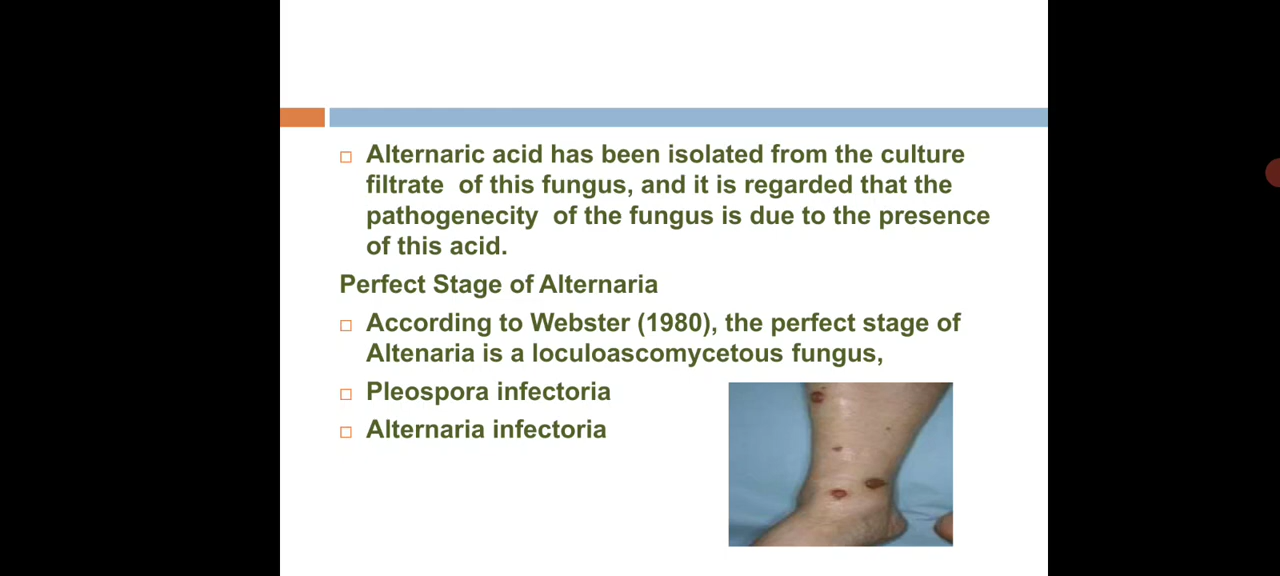 Alternaric acid has been isolated from the culture
filtrate of this fungus, and it is regarded that the
pathogenecity of the fungus is due to the presence
of this acid.
Perfect Stage of Alternaria
According to Webster (1980), the perfect stage of
Altenaria is a loculoascomycetous fungus,
Pleospora infectoria
Alternaria infectoria